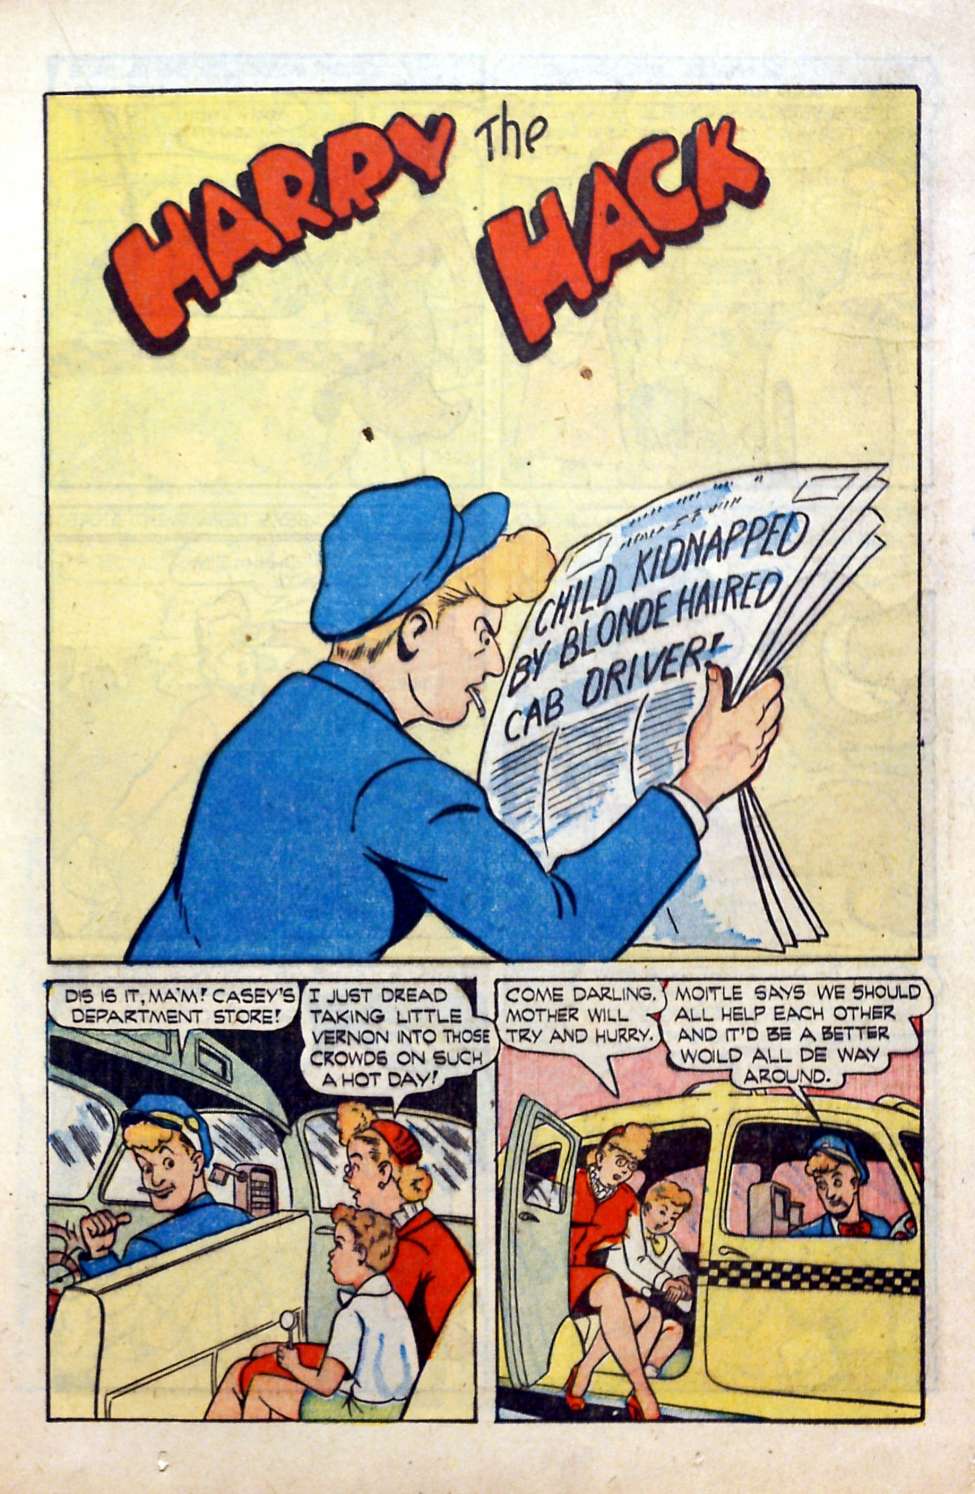 HARRY The HACK
CHILD KIDNAPPED
BY BLONDE HAIRED
CAB DRIVER!
DIS IS IT, MA'M! CASEY'S
DEPARTMENT STORE!
I JUST DREAD
TAKING LITTLE
VERNON INTO THOSE
CROWDS ON SUCH
A HOT DAY!
COME DARLING.
MOTHER WILL
TRY AND HURRY.
MOITLE SAYS WE SHOULD
ALL HELP EACH OTHER
AND IT'D BE A BETTER
WOILD ALL DE WAY
AROUND.